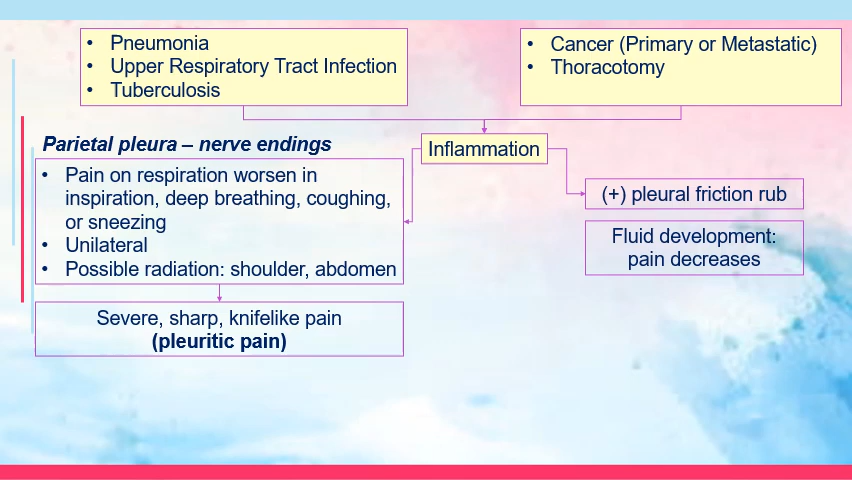 • Pneumonia
• Upper Respiratory Tract Infection
• Tuberculosis
• Cancer (Primary or Metastatic)
• Thoracotomy
Inflammation
Parietal pleura – nerve endings
• Pain on respiration worsen in
inspiration, deep breathing, coughing,
or sneezing
• Unilateral
• Possible radiation: shoulder, abdomen
Severe, sharp, knifelike pain
(pleuritic pain)
(+) pleural friction rub
Fluid development:
pain decreases